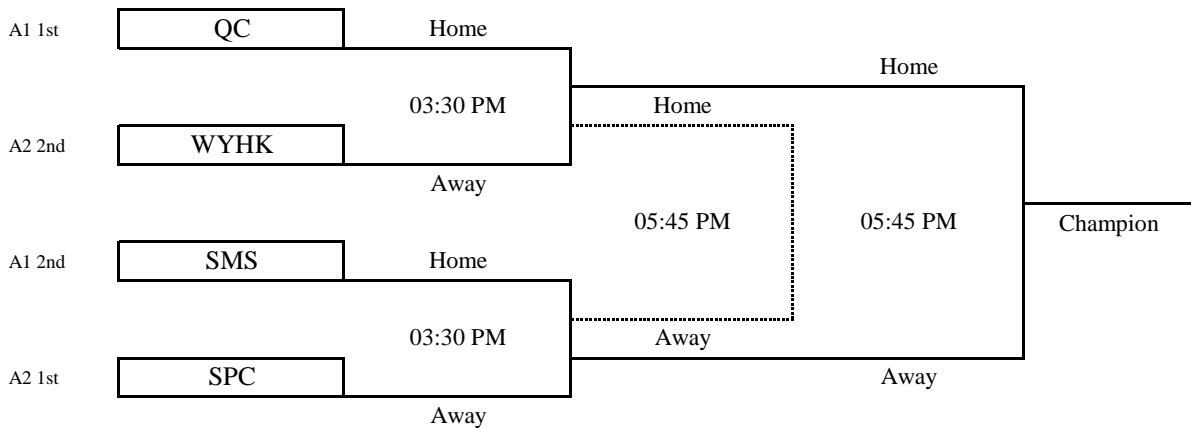 A1 1st QC Home
Home
03:30 PM Home
A2 2nd WYHK
Away
05:45 PM 05:45 PM Champion
A1 2nd SMS Home
03:30 PM Away
A2 1st SPC Away
Away